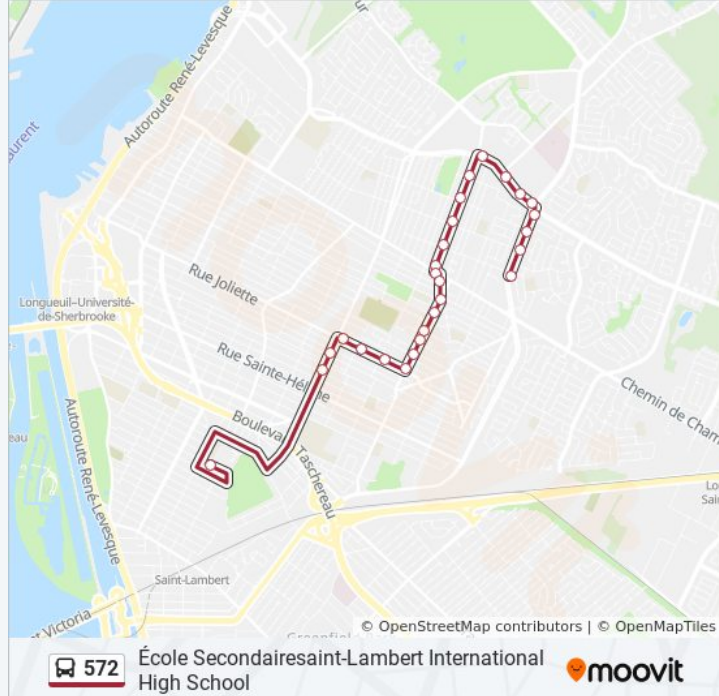 Autoroute René-Levesque
Rue Joliette
Longueuil–Université-
de-Sherbrooke
Rue Sainte-Hélène
Chemin de Cham
Autoroute René-Levesque
Boulevard Taschereau
eau
Saint-Lambert
© OpenStreetMap contributors | © OpenMapTiles
572
École Secondairesaint-Lambert International
High School
moovit